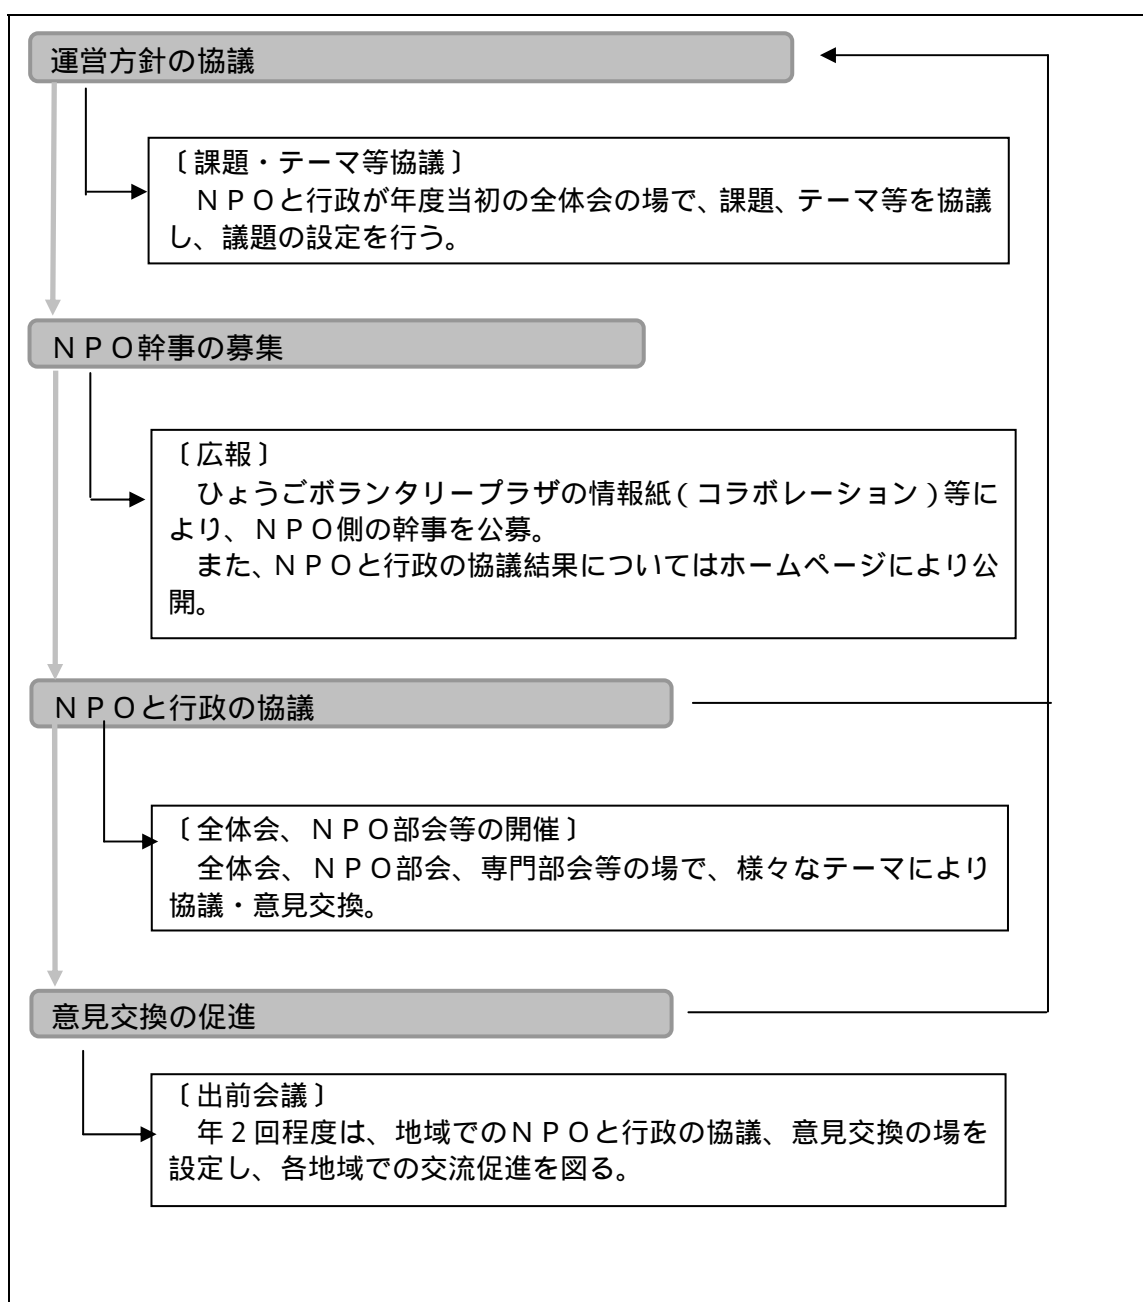 運営方針の協議
〔課題・テーマ等協議〕
　ＮＰＯと行政が年度当初の全体会の場で、課題、テーマ等を協議
し、議題の設定を行う。
ＮＰＯ幹事の募集
〔広報〕
　ひょうごボランタリープラザの情報紙（コラボレーション）等に
より、ＮＰＯ側の幹事を公募。
　また、ＮＰＯと行政の協議結果についてはホームページにより公
開。
ＮＰＯと行政の協議
〔全体会、ＮＰＯ部会等の開催〕
　全体会、ＮＰＯ部会、専門部会等の場で、様々なテーマにより
協議・意見交換。
意見交換の促進
〔出前会議〕
　年２回程度は、地域でのＮＰＯと行政の協議、意見交換の場を
設定し、各地域での交流促進を図る。